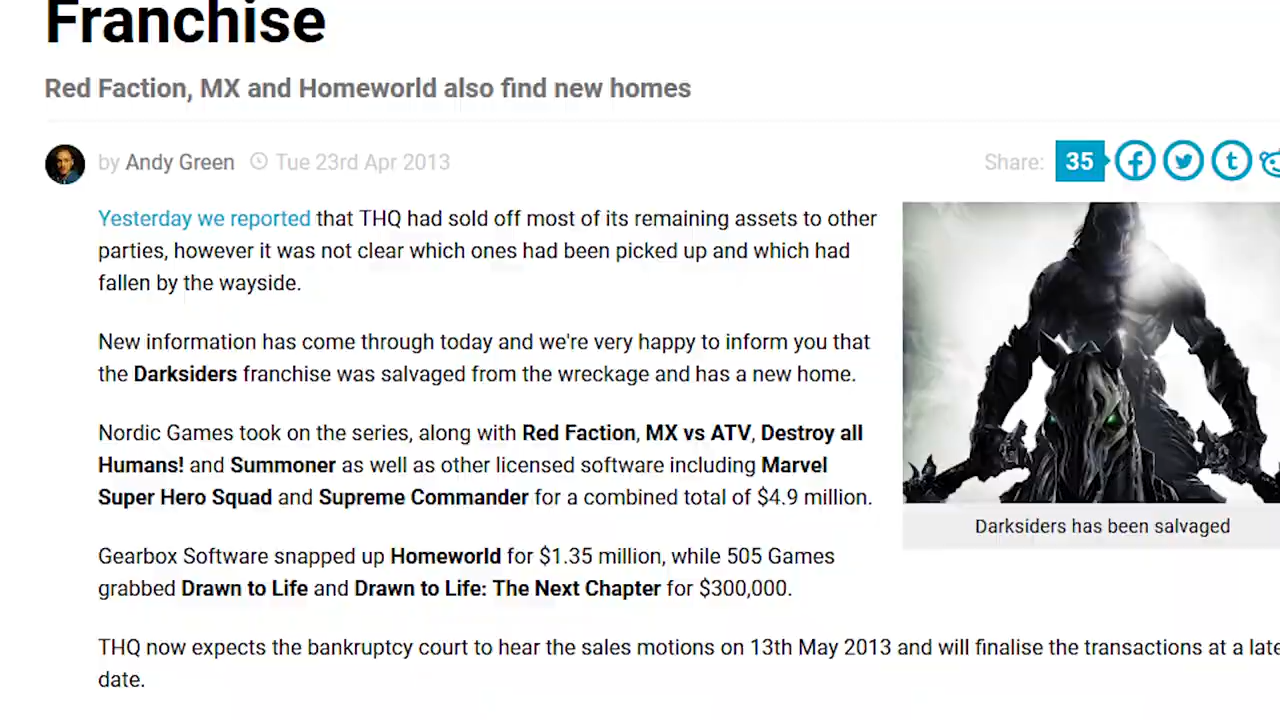 Franchise
Red Faction, MX and Homeworld also find new homes
by Andy Green Tue 23rd Apr 2013
Share: 35
Yesterday we reported that THQ had sold off most of its remaining assets to other
parties, however it was not clear which ones had been picked up and which had
fallen by the wayside.
New information has come through today and we're very happy to inform you that
the Darksiders franchise was salvaged from the wreckage and has a new home.
Nordic Games took on the series, along with Red Faction, MX vs ATV, Destroy all
Humans! and Summoner as well as other licensed software including Marvel
Super Hero Squad and Supreme Commander for a combined total of $4.9 million.
Darksiders has been salvaged
Gearbox Software snapped up Homeworld for $1.35 million, while 505 Games
grabbed Drawn to Life and Drawn to Life: The Next Chapter for $300,000.
THQ now expects the bankruptcy court to hear the sales motions on 13th May 2013 and will finalise the transactions at a late
date.